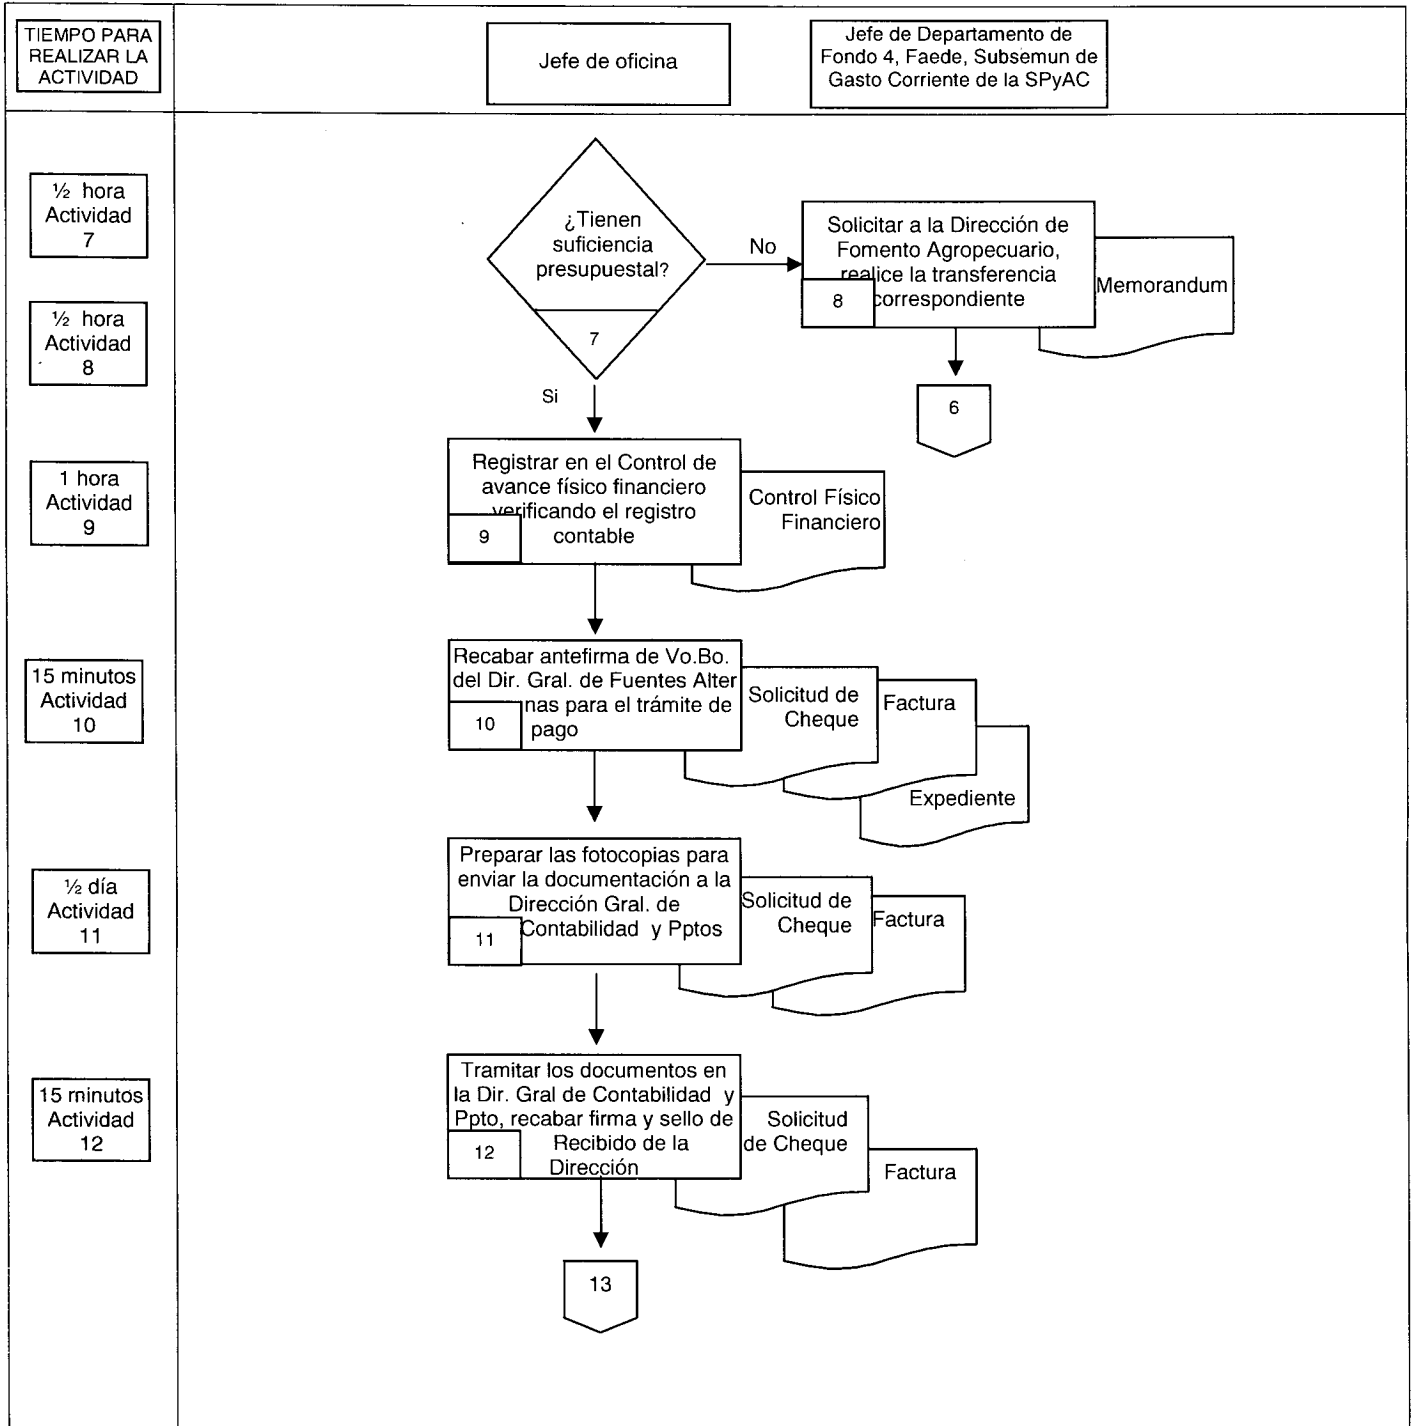 TIEMPO PARA
REALIZAR LA
ACTIVIDAD
Jefe de oficina
Jefe de Departamento de
Fondo 4, Faede, Subsemun de
Gasto Corriente de la SPyAC
½ hora
Actividad
7
¿Tienen
suficiencia
presupuestal?
7
No
Solicitar a la Dirección de
Fomento Agropecuario,
realice la transferencia
correspondiente
8
Memorandum
½ hora
Actividad
8
6
Si
1 hora
Actividad
9
Registrar en el Control de
avance físico financiero
verificando el registro
contable
9
Control Físico
Financiero
15 minutos
Actividad
10
Recabar antefirma de Vo.Bo.
del Dir. Gral. de Fuentes Alter
nas para el trámite de
pago
10
Solicitud de
Cheque
Factura
Expediente
½ día
Actividad
11
Preparar las fotocopias para
enviar la documentación a la
Dirección Gral. de
Contabilidad y Pptos
11
Solicitud de
Cheque
Factura
15 minutos
Actividad
12
Tramitar los documentos en
la Dir. Gral de Contabilidad y
Ppto, recabar firma y sello de
Recibido de la
Dirección
12
Solicitud
de Cheque
Factura
13